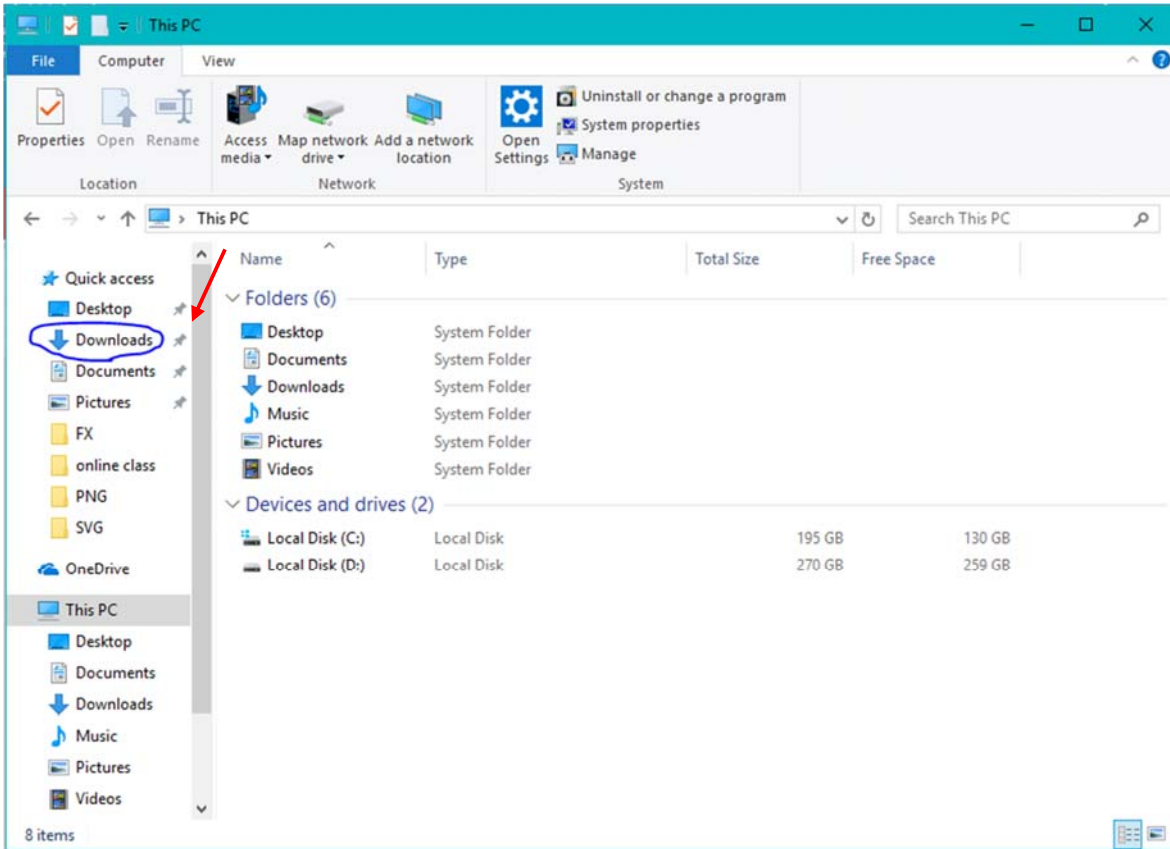 This PC
File Computer View
Properties Open Rename
Access media Map network drive Add a network location
Open Settings
Uninstall or change a program
System properties
Manage
Location Network System
This PC
Search This PC
Quick access
Desktop
Downloads
Documents
Pictures
FX
online class
PNG
SVG
OneDrive
This PC
Desktop
Documents
Downloads
Music
Pictures
Videos
Name Type Total Size Free Space
Folders (6)
Desktop System Folder
Documents System Folder
Downloads System Folder
Music System Folder
Pictures System Folder
Videos System Folder
Devices and drives (2)
Local Disk (C:) Local Disk 195 GB 130 GB
Local Disk (D:) Local Disk 270 GB 259 GB
8 items